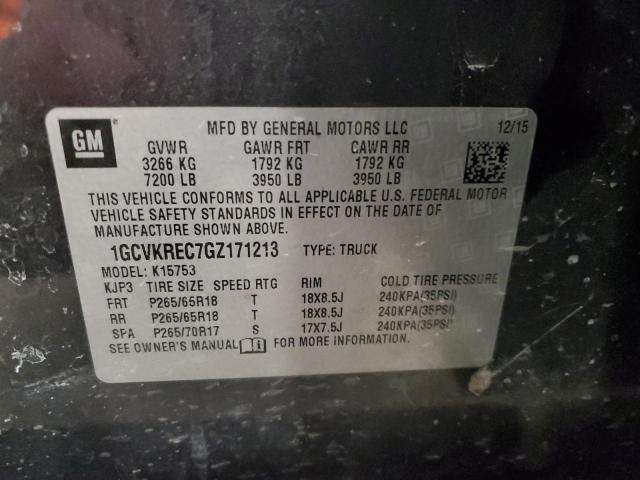 GM
MFD BY GENERAL MOTORS LLC 12/15
GVWR GAWR FRT GAWR RR
3266 KG 1792 KG 1792 KG
7200 LB 3950 LB 3950 LB
THIS VEHICLE CONFORMS TO ALL APPLICABLE U.S. FEDERAL MOTOR
VEHICLE SAFETY STANDARDS IN EFFECT ON THE DATE OF
MANUFACTURE SHOWN ABOVE.
1GCVKREC7GZ171213 TYPE: TRUCK
MODEL: K15753
KJP3 TIRE SIZE SPEED RTG RIM COLD TIRE PRESSURE
FRT P265/65R18 T 18X8.5J 240KPA(35PSI)
RR P265/65R18 T 18X8.5J 240KPA(35PSI)
SPA P265/70R17 S 17X7.5J 240KPA(35PSI)
SEE OWNER'S MANUAL FOR MORE INFORMATION.